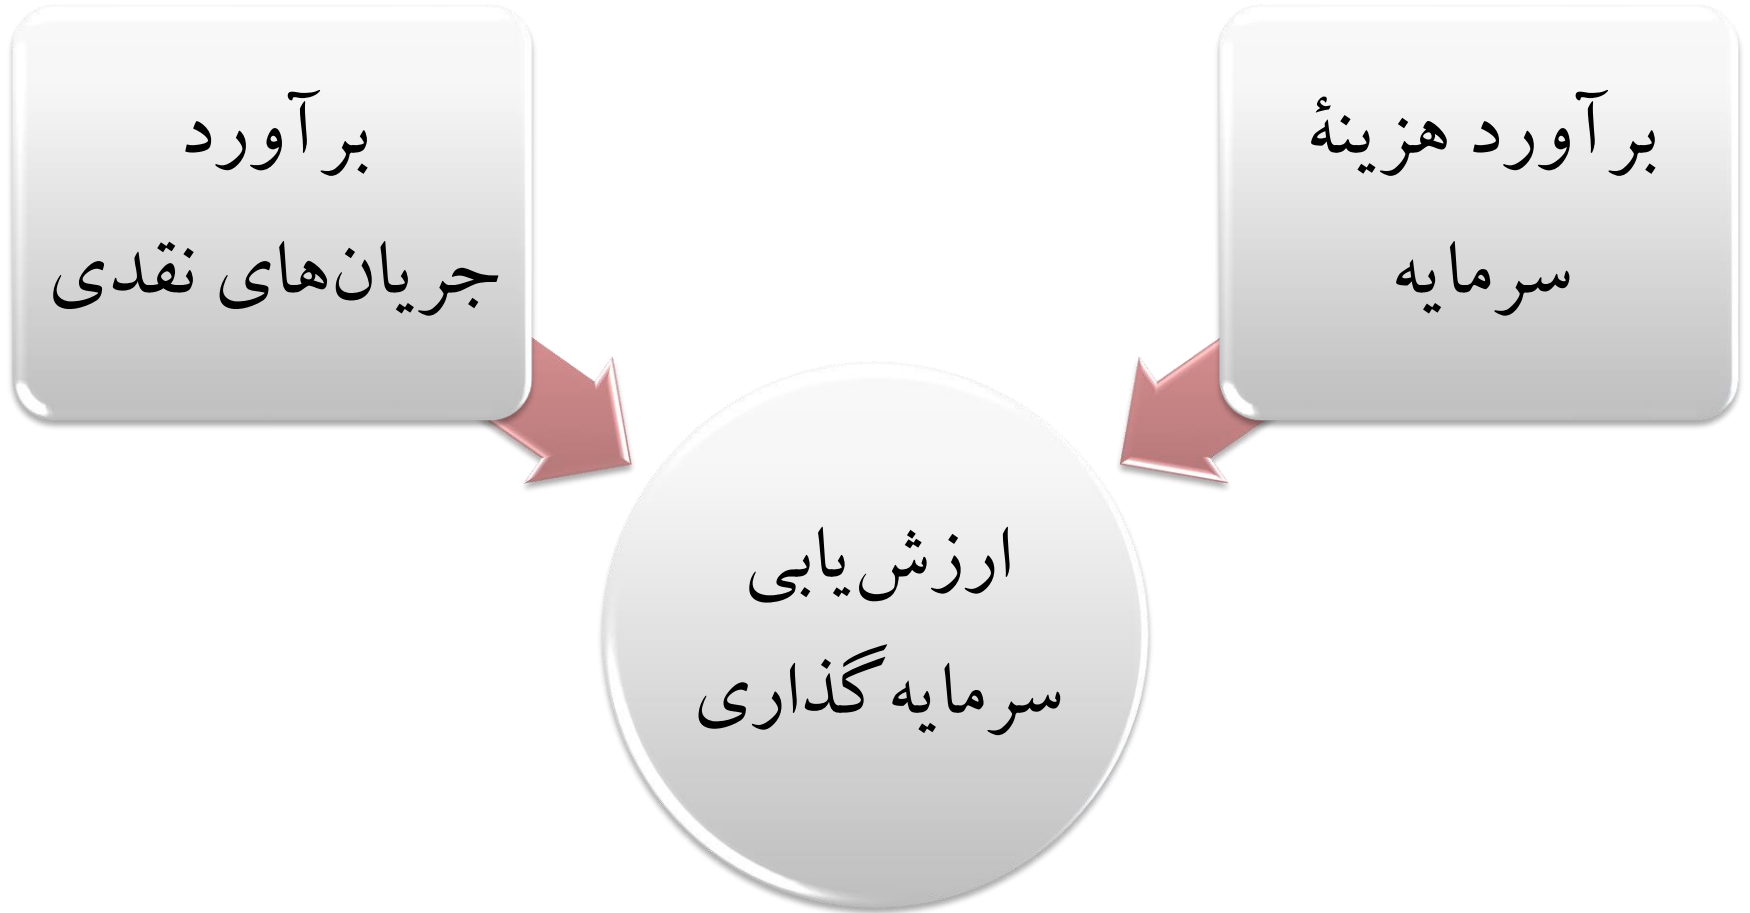 برآورد هزینهٔ
سرمایه
برآورد
جریان‌های نقدی
ارزش‌یابی
سرمایه‌گذاری